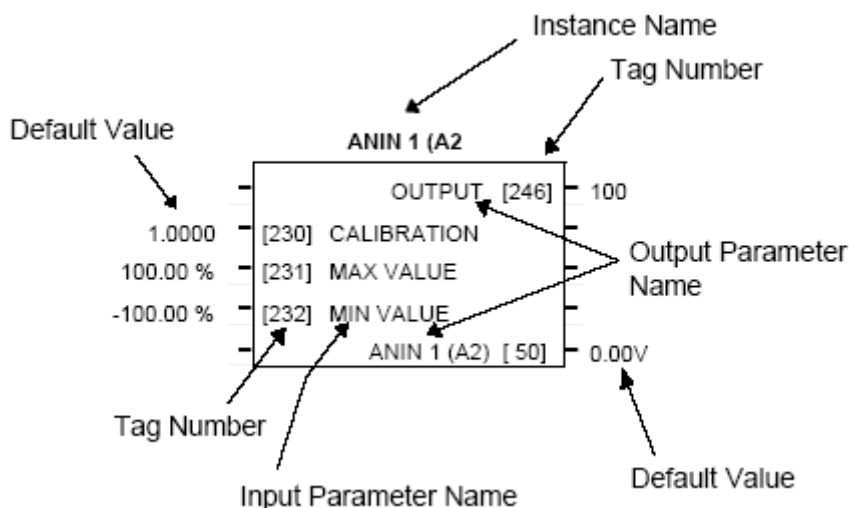 Instance Name
Tag Number
Default Value
ANIN 1 (A2
OUTPUT [246] 100
1.0000 [230] CALIBRATION
100.00 % [231] MAX VALUE
Output Parameter
Name
-100.00 % [232] MIN VALUE
ANIN 1 (A2) [ 50] 0.00V
Tag Number
Input Parameter Name
Default Value